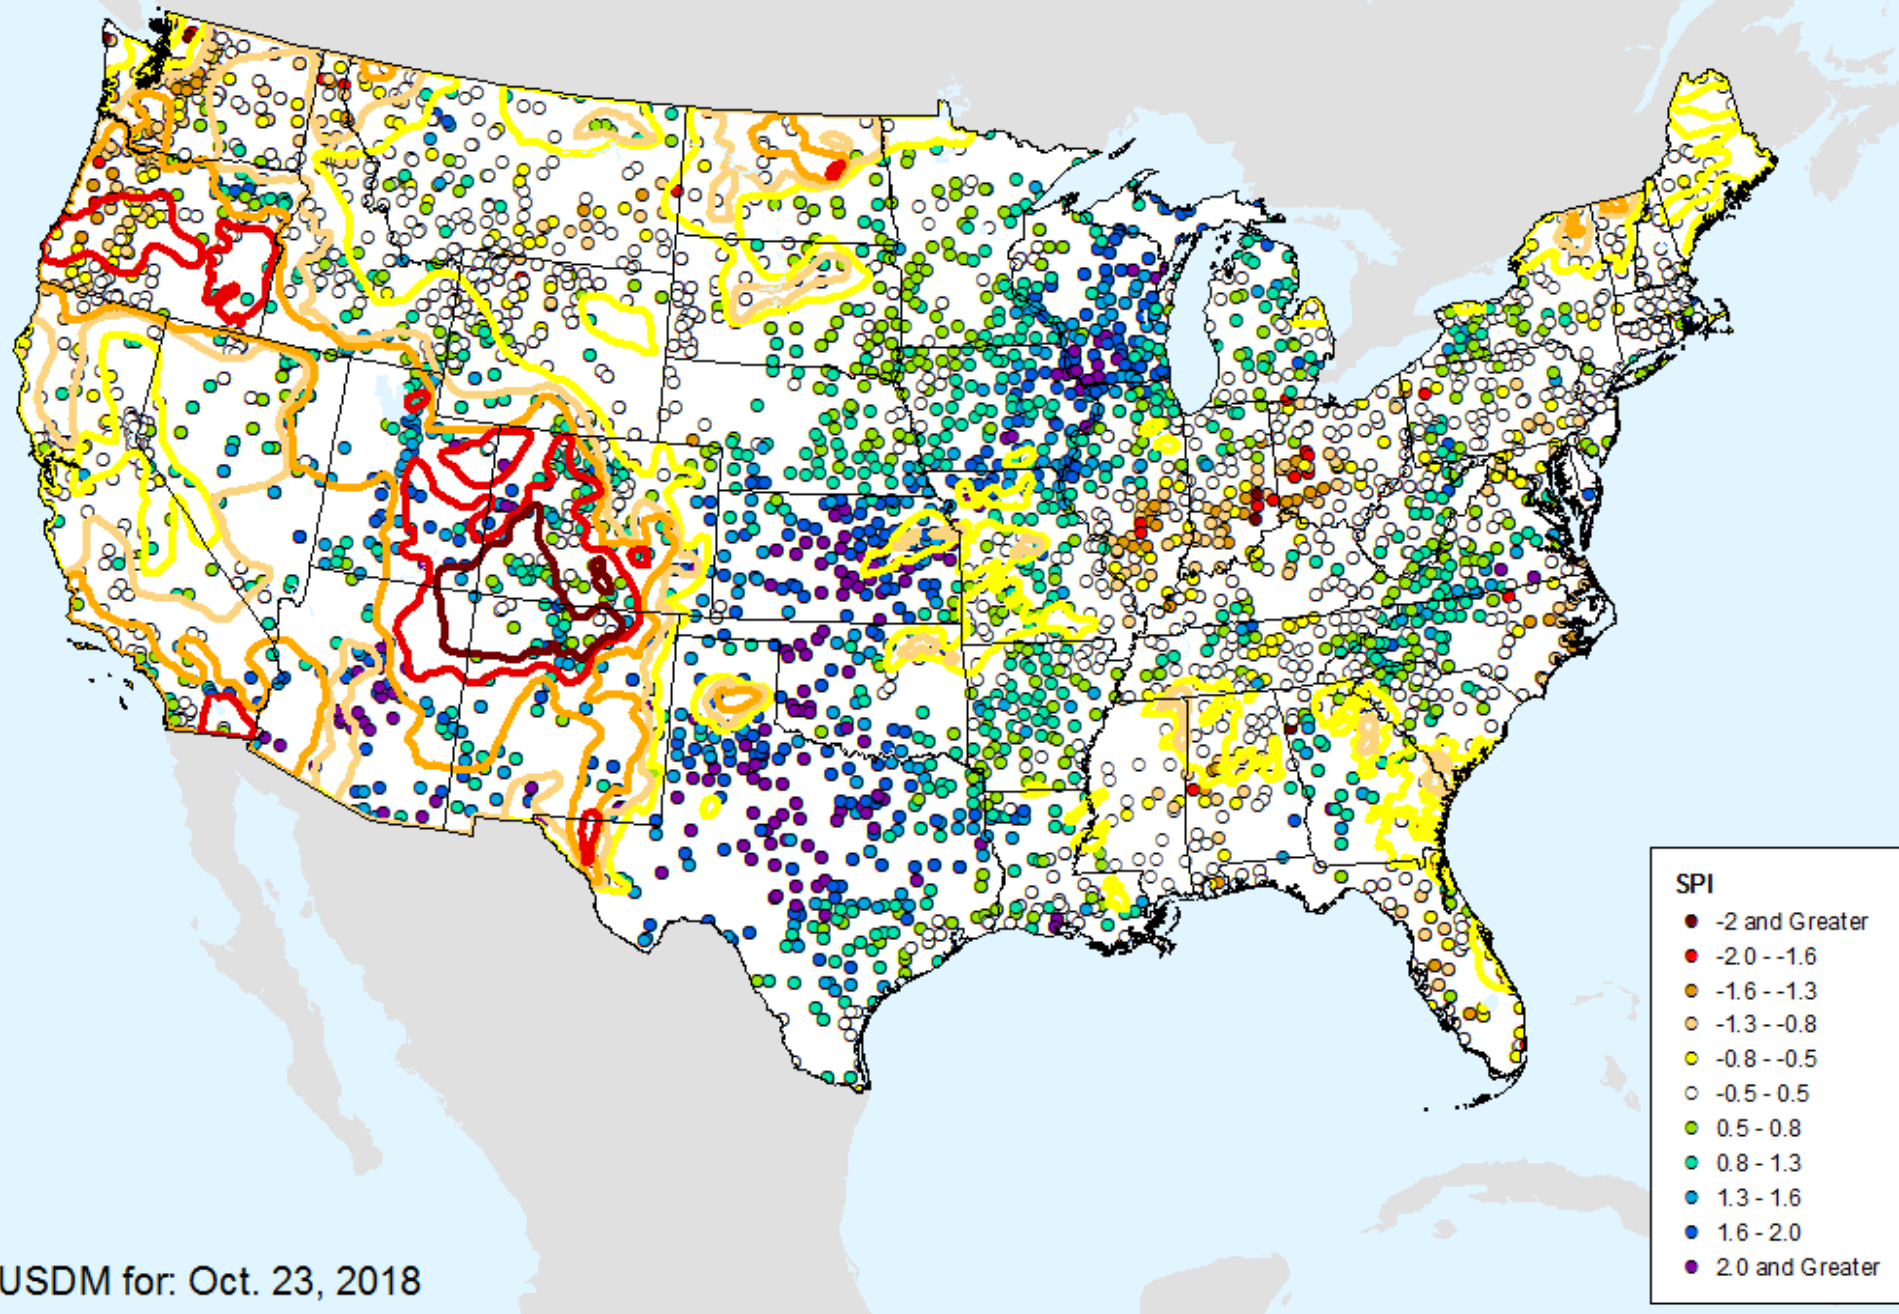 SPI
-2 and Greater
-2.0 - -1.6
-1.6 - -1.3
-1.3 - -0.8
-0.8 - -0.5
-0.5 - 0.5
0.5 - 0.8
0.8 - 1.3
1.3 - 1.6
1.6 - 2.0
2.0 and Greater
USDM for: Oct. 23, 2018